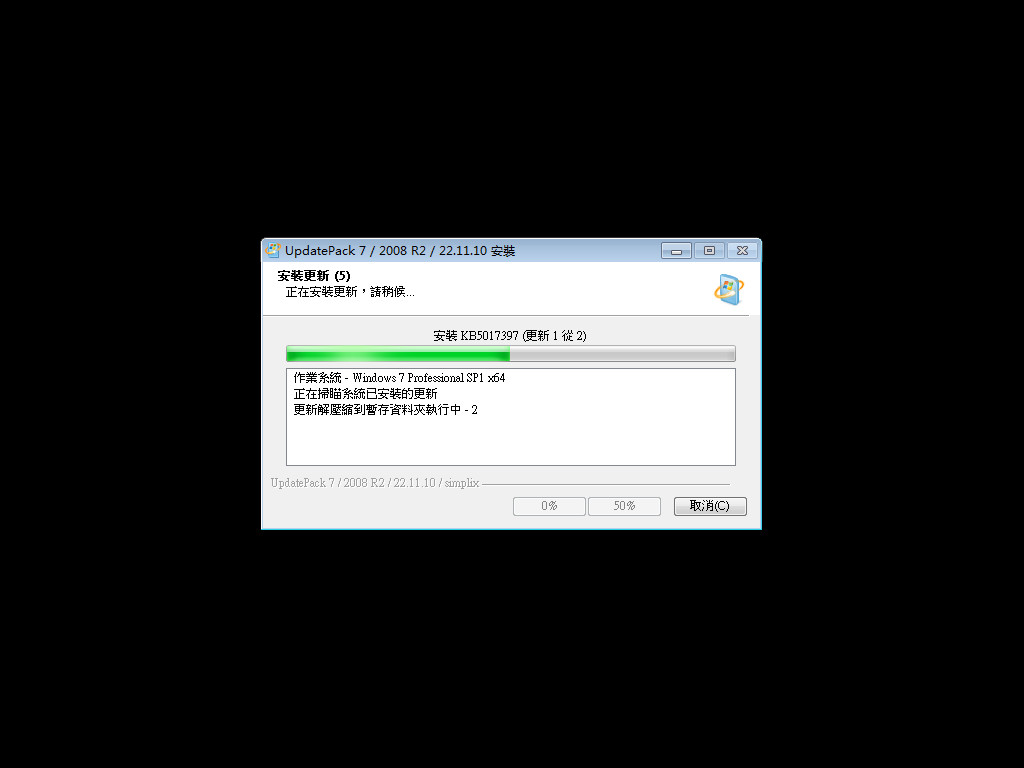 UpdatePack 7 / 2008 R2 / 22.11.10 安裝
安裝更新 (5)
正在安裝更新，請稍候...
安裝 KB5017397 (更新 1 從 2)
作業系統 - Windows 7 Professional SP1 x64
正在掃瞄系統已安裝的更新
更新解壓縮到暫存資料夾執行中 - 2
UpdatePack 7 / 2008 R2 / 22.11.10 / simplix
0%
50%
取消(C)